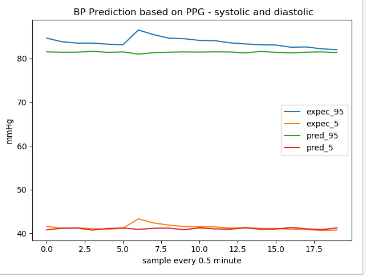 BP Prediction based on PPG - systolic and diastolic
80
70
60
50
40
mmHg
expec_95
expec_5
pred_95
pred_5
0.0 2.5 5.0 7.5 10.0 12.5 15.0 17.5
sample every 0.5 minute